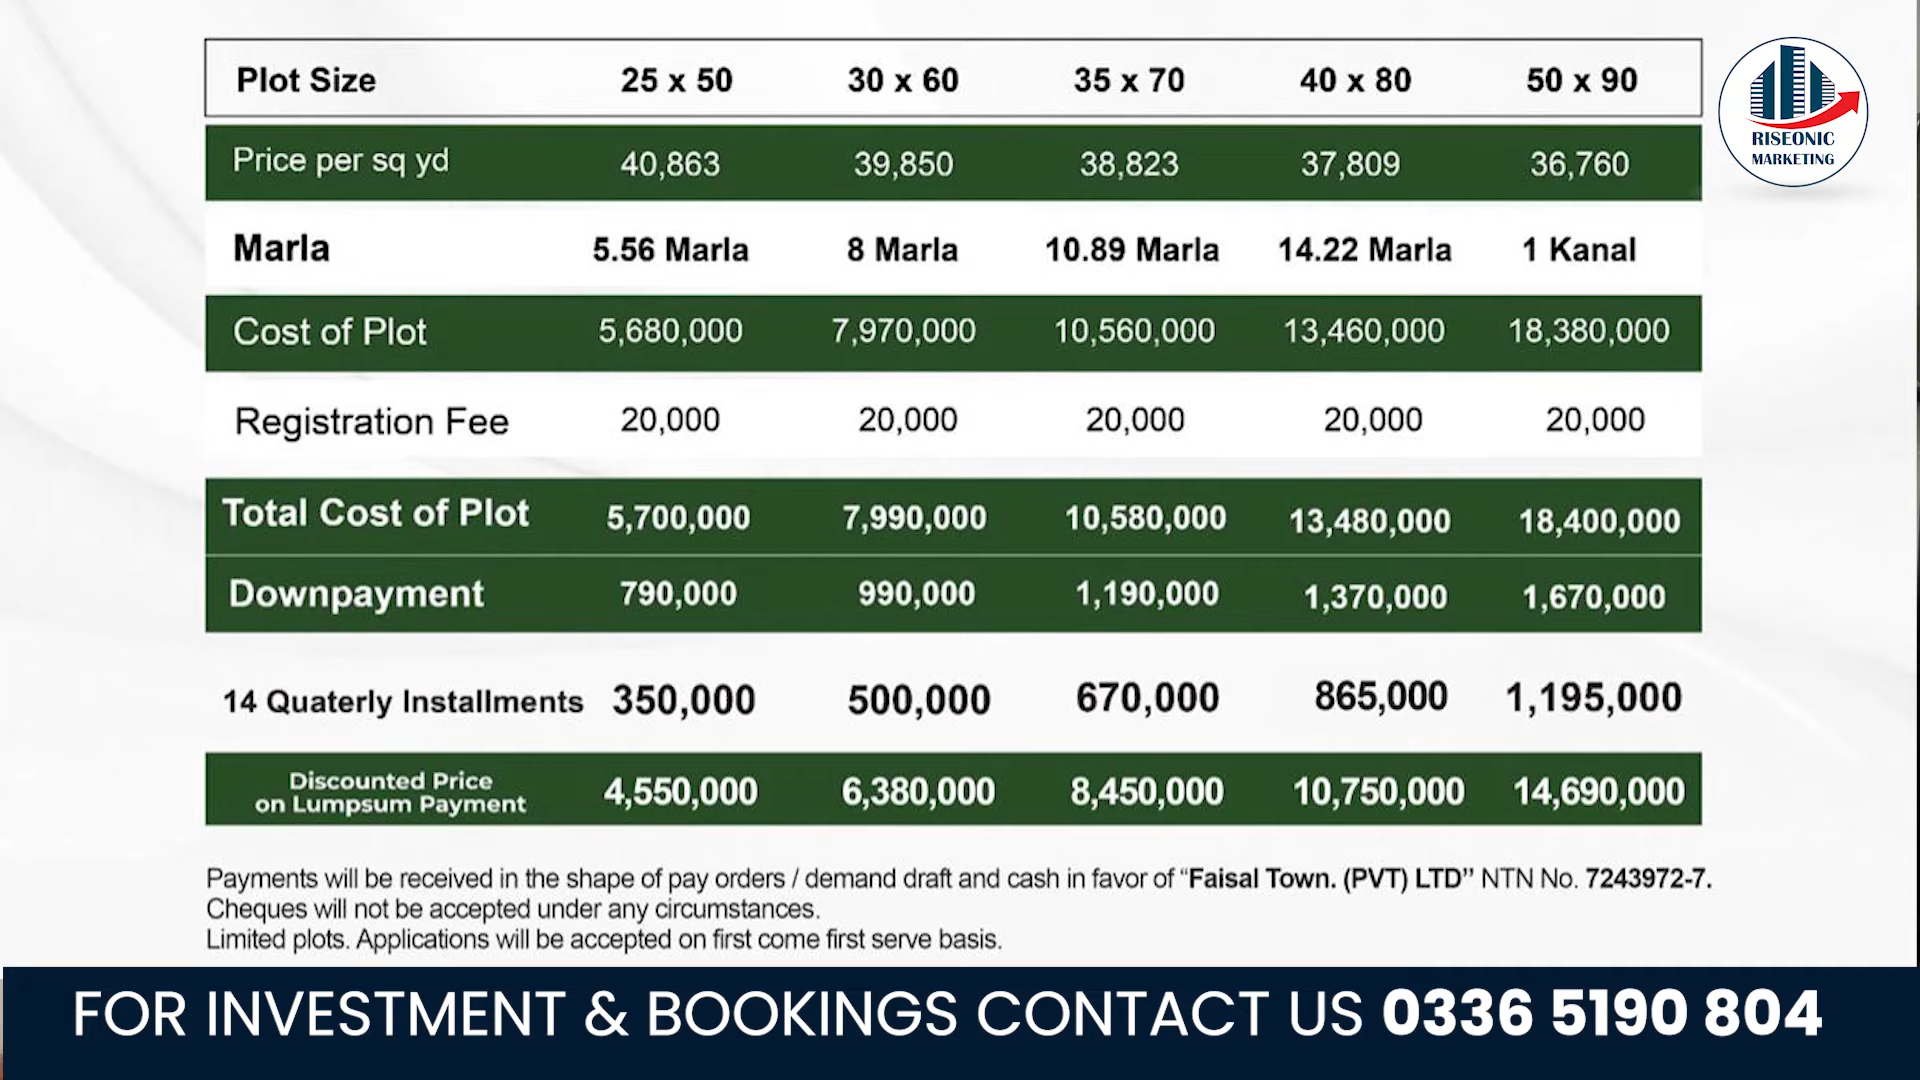 Plot Size 25 x 50 30 x 60 35 x 70 40 x 80 50 x 90
RISEONIC
MARKETING
Price per sq yd 40,863 39,850 38,823 37,809 36,760
Marla 5.56 Marla 8 Marla 10.89 Marla 14.22 Marla 1 Kanal
Cost of Plot 5,680,000 7,970,000 10,560,000 13,460,000 18,380,000
Registration Fee 20,000 20,000 20,000 20,000 20,000
Total Cost of Plot 5,700,000 7,990,000 10,580,000 13,480,000 18,400,000
Downpayment 790,000 990,000 1,190,000 1,370,000 1,670,000
14 Quaterly Installments 350,000 500,000 670,000 865,000 1,195,000
Discounted Price
on Lumpsum Payment 4,550,000 6,380,000 8,450,000 10,750,000 14,690,000
Payments will be received in the shape of pay orders / demand draft and cash in favor of “Faisal Town. (PVT) LTD” NTN No. 7243972-7.
Cheques will not be accepted under any circumstances.
Limited plots. Applications will be accepted on first come first serve basis.
FOR INVESTMENT & BOOKINGS CONTACT US 0336 5190 804